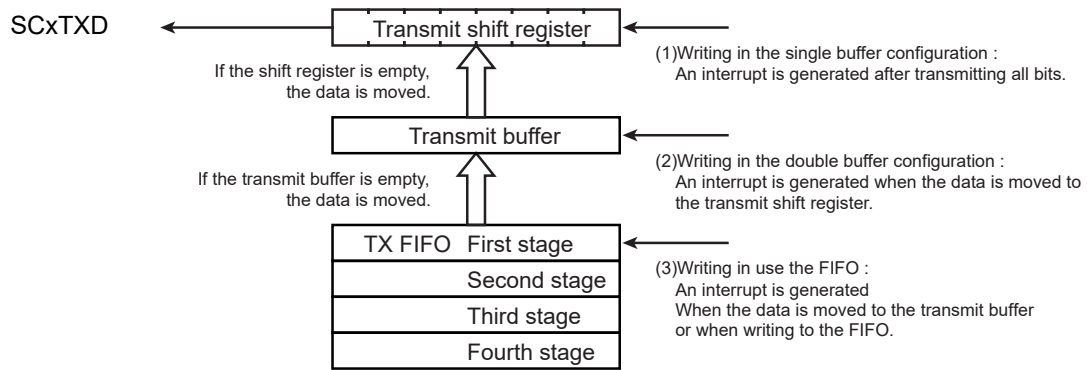 SCxTXD
Transmit shift register
(1)Writing in the single buffer configuration :
An interrupt is generated after transmitting all bits.
If the shift register is empty,
the data is moved.
Transmit buffer
(2)Writing in the double buffer configuration :
An interrupt is generated when the data is moved to
the transmit shift register.
If the transmit buffer is empty,
the data is moved.
TX FIFO First stage
Second stage
Third stage
Fourth stage
(3)Writing in use the FIFO :
An interrupt is generated
When the data is moved to the transmit buffer
or when writing to the FIFO.